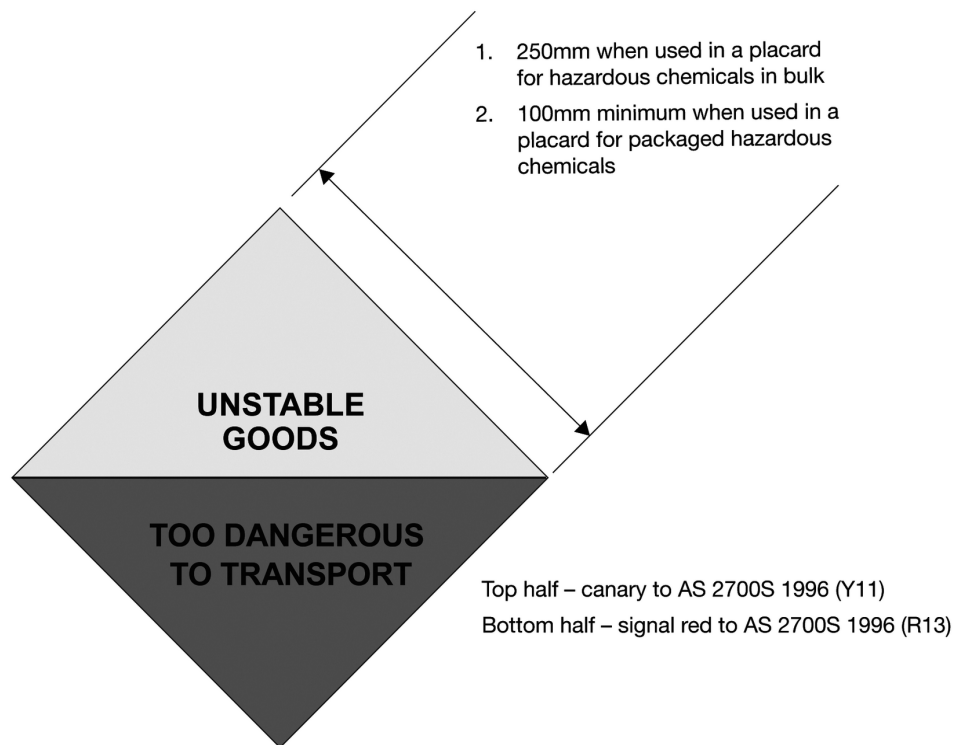 1. 250mm when used in a placard
for hazardous chemicals in bulk
2. 100mm minimum when used in a
placard for packaged hazardous
chemicals
UNSTABLE
GOODS
TOO DANGEROUS
TO TRANSPORT
Top half – canary to AS 2700S 1996 (Y11)
Bottom half – signal red to AS 2700S 1996 (R13)